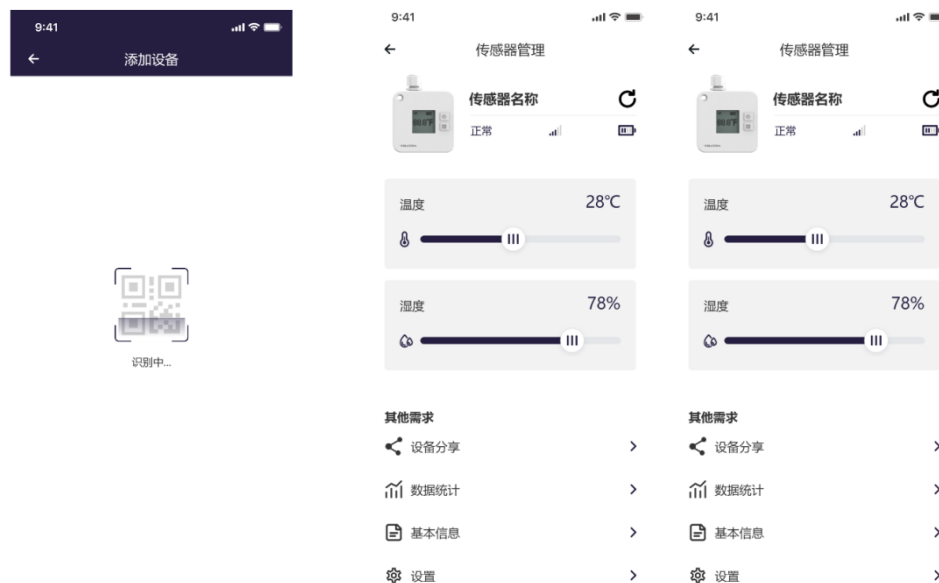 9:41
添加设备
识别中...
9:41
传感器管理
传感器名称
正常
温度
28℃
湿度
78%
其他需求
设备分享
数据统计
基本信息
设置
9:41
传感器管理
传感器名称
正常
温度
28℃
湿度
78%
其他需求
设备分享
数据统计
基本信息
设置